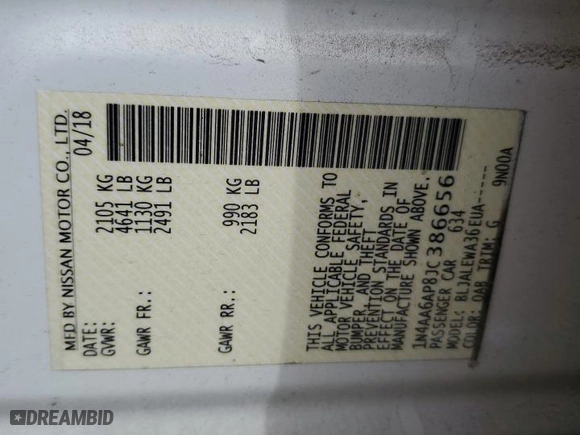 MFD BY NISSAN MOTOR CO., LTD.
DATE: 04/18
GVWR: 2105 KG
4641 LB
GAWR FR.: 1130 KG
2491 LB
GAWR RR.: 990 KG
2183 LB
THIS VEHICLE CONFORMS TO
ALL APPLICABLE FEDERAL
MOTOR VEHICLE SAFETY,
BUMPER, AND THEFT
PREVENTION STANDARDS IN
EFFECT ON THE DATE OF
MANUFACTURE SHOWN ABOVE.
1N4AA6AP8JC386656
PASSENGER CAR 634
MODEL: BLJALEWA36EUA-----
COLOR: QAB TRIM: G 9N00A
DREAMBID